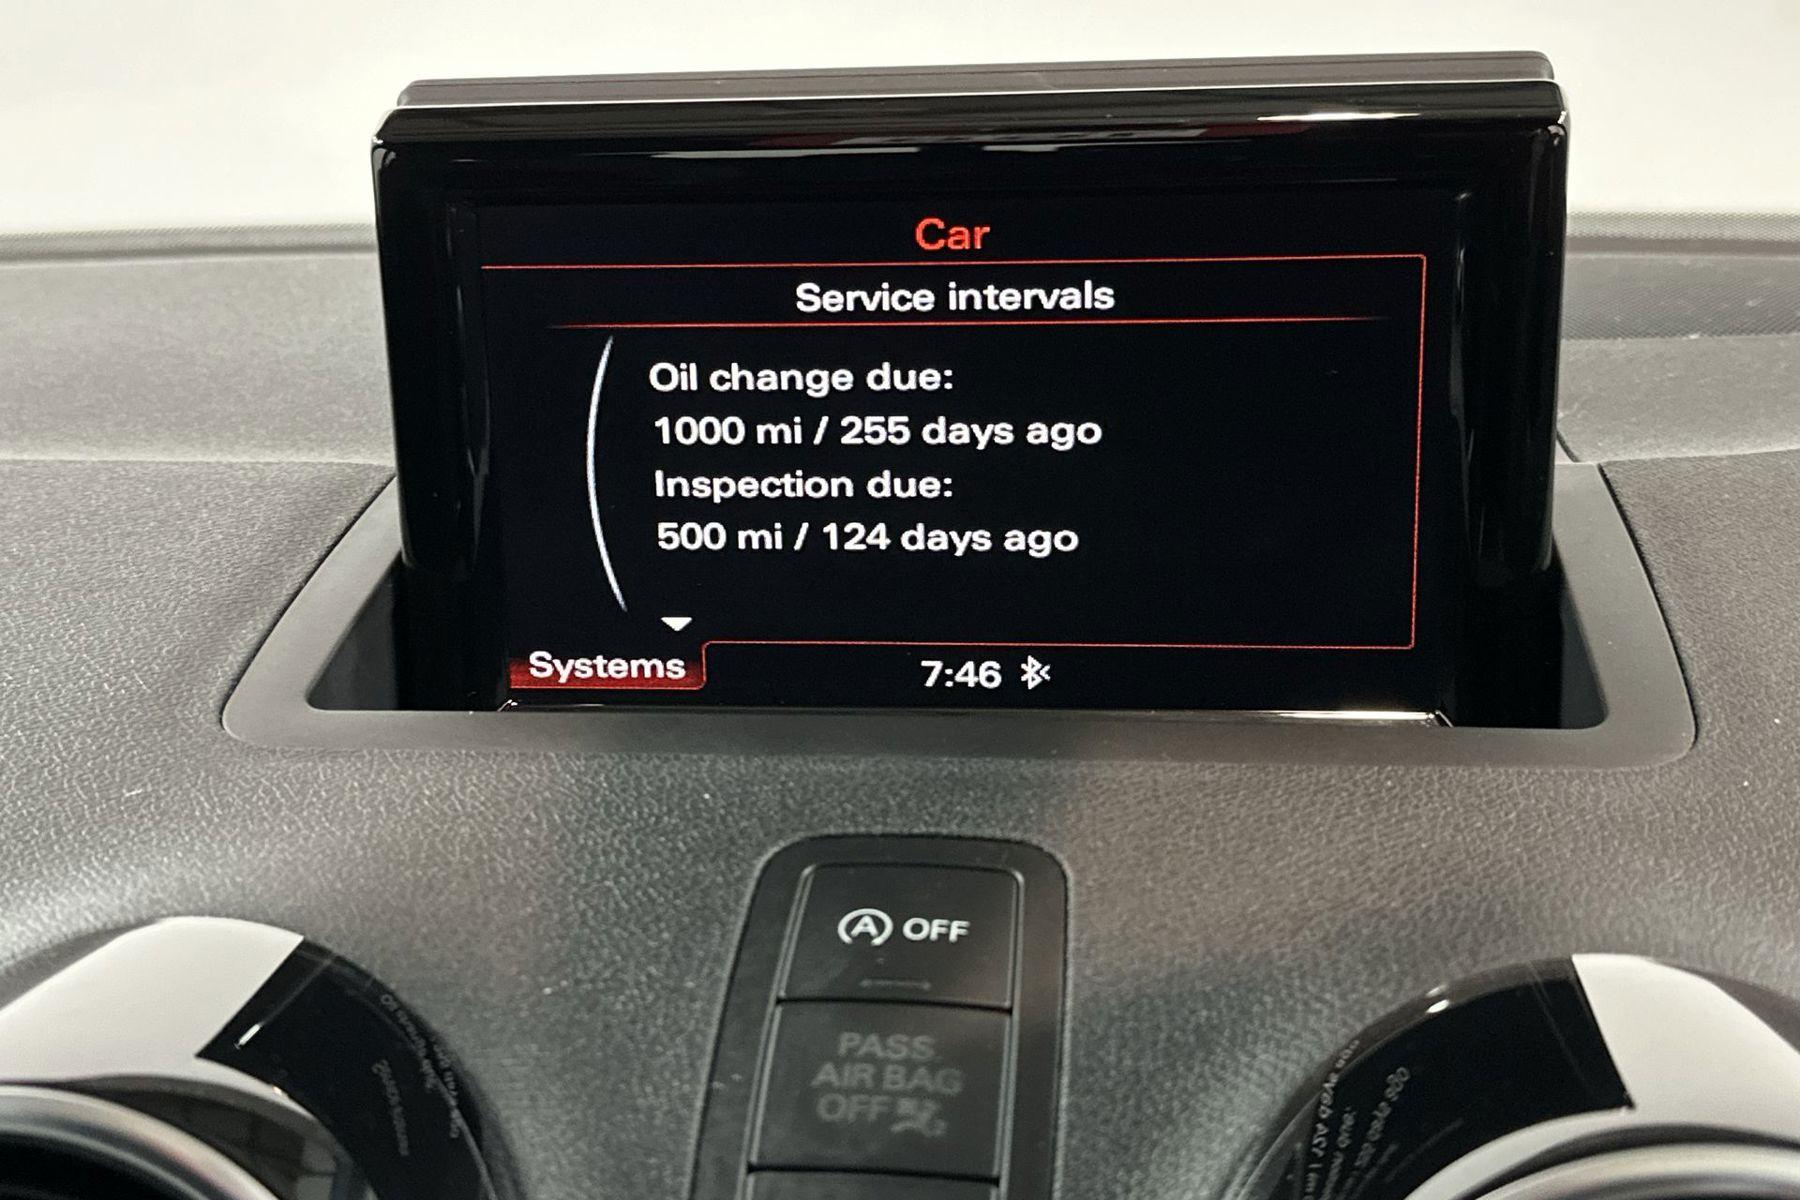 Car
Service intervals
Oil change due:
1000 mi / 255 days ago
Inspection due:
500 mi / 124 days ago
Systems
7:46
A OFF
PASS
AIR BAG
OFF